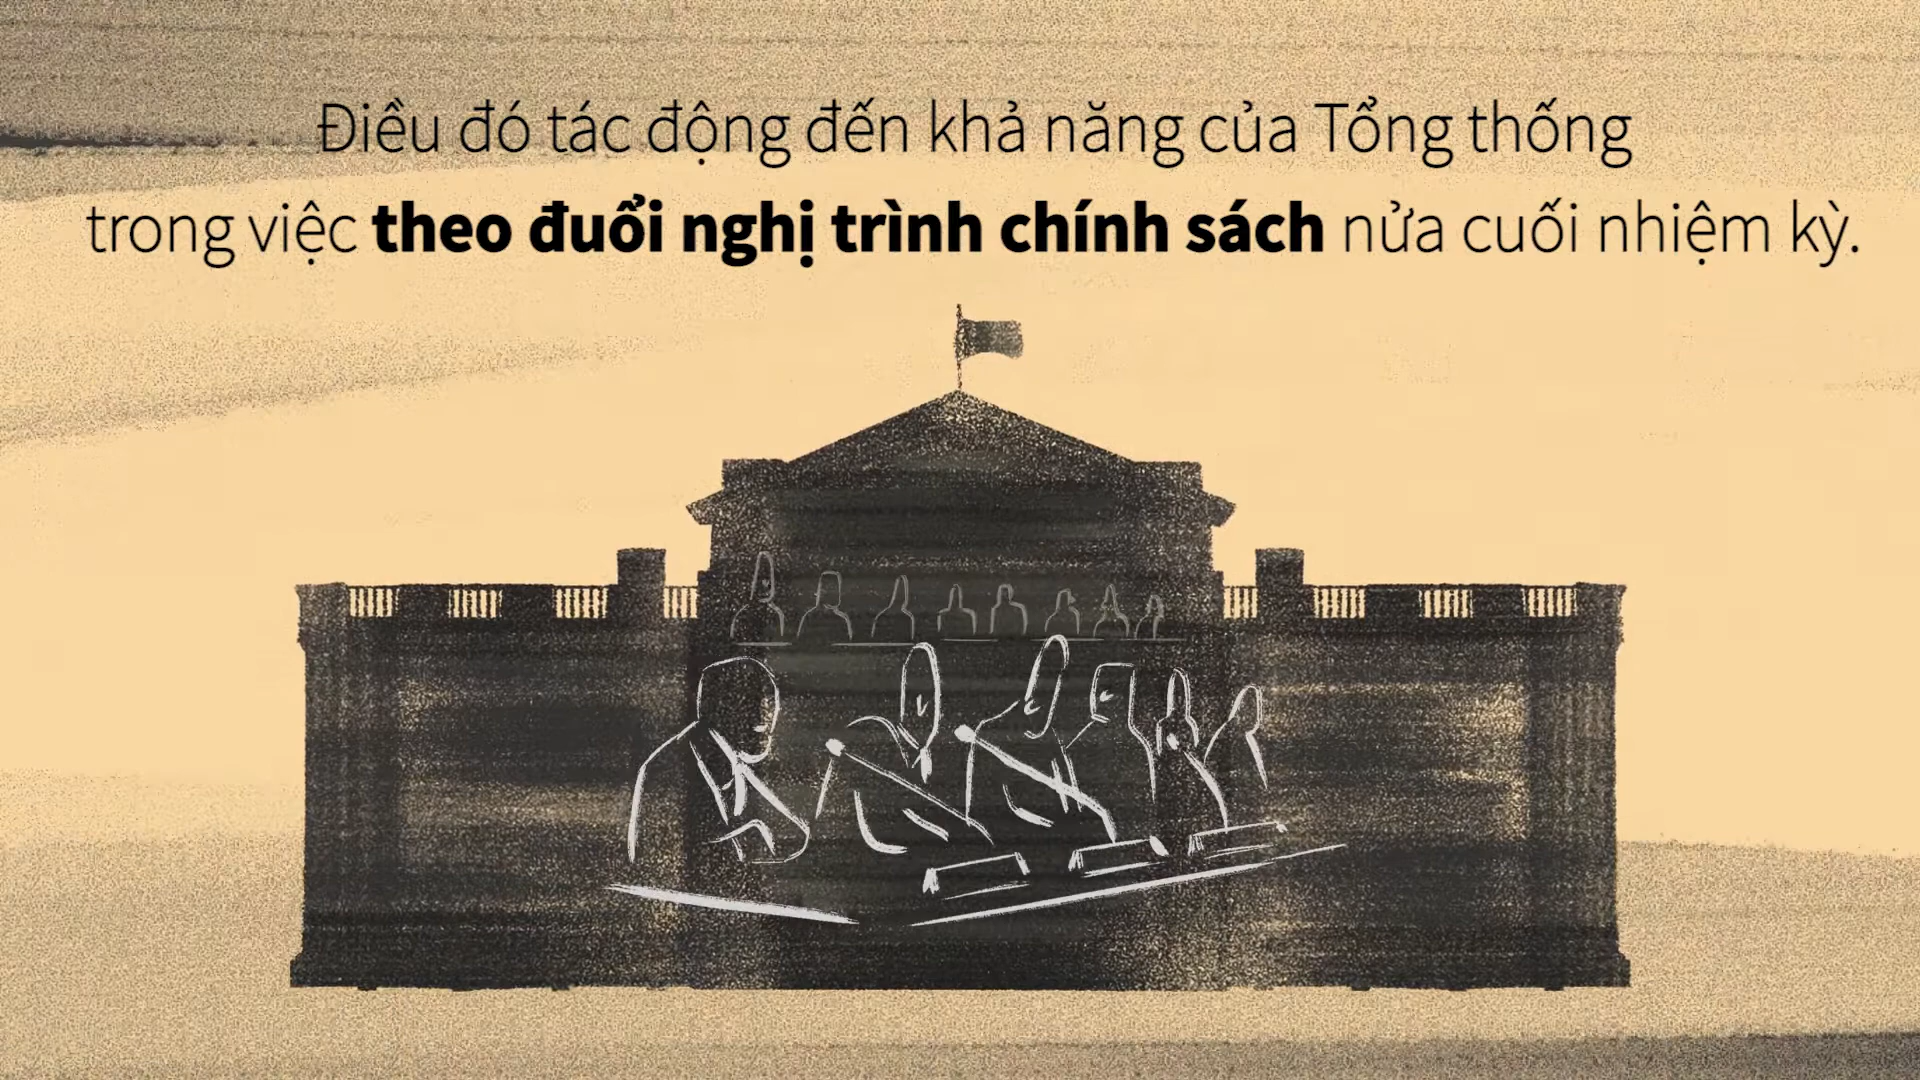 Điều đó tác động đến khả năng của Tổng thống
trong việc theo đuổi nghị trình chính sách nửa cuối nhiệm kỳ.